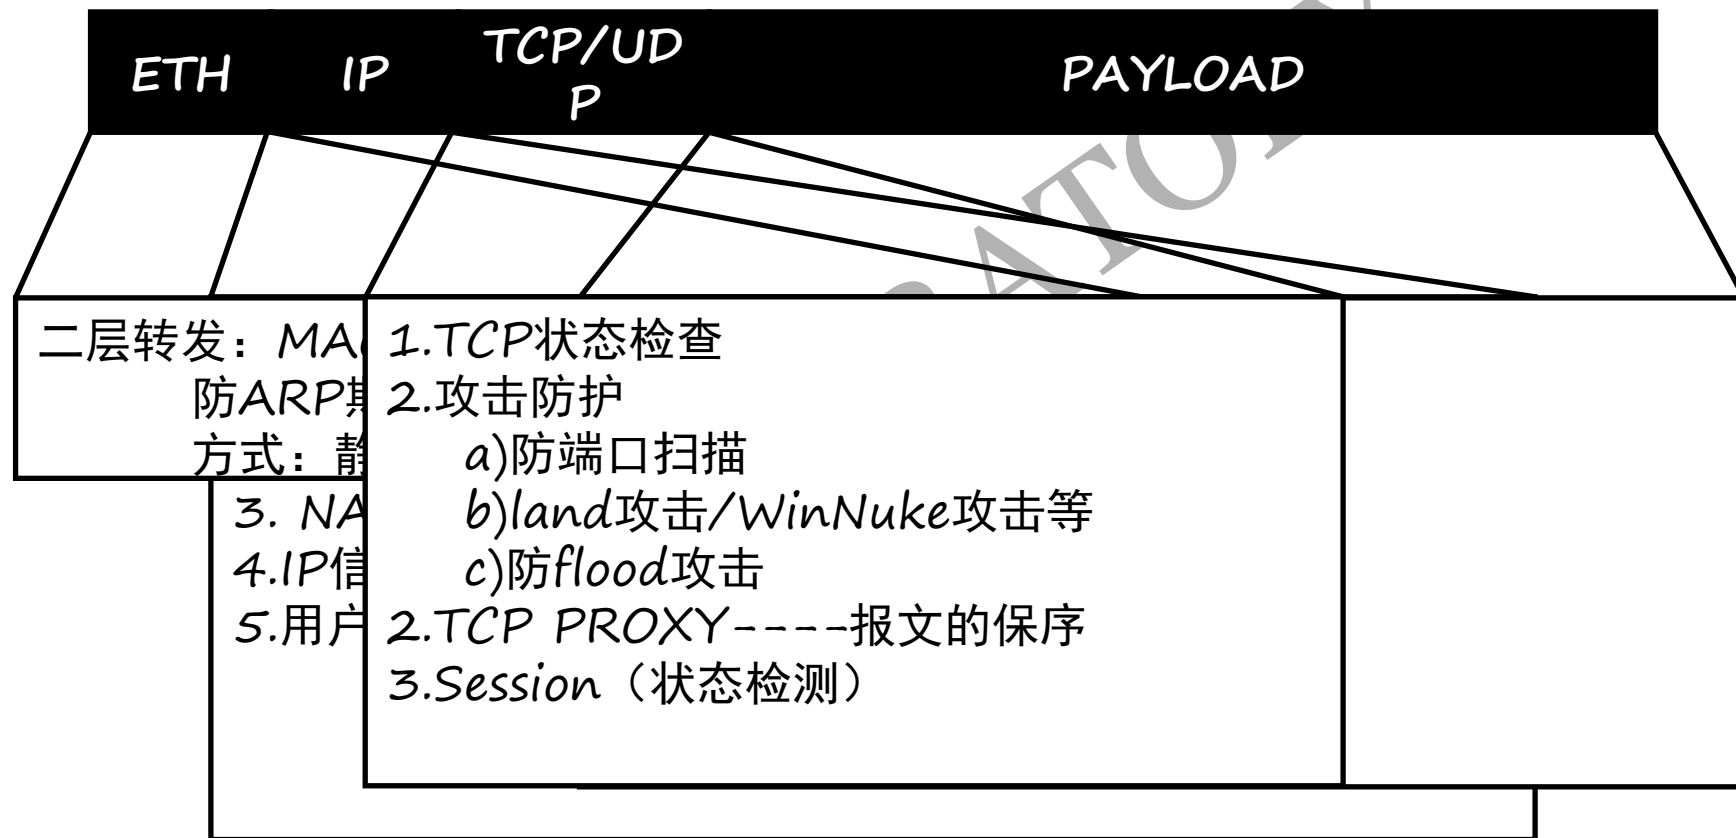 ETH
IP
TCP/UD
P
PAYLOAD
二层转发：MA
防ARP
方式：静
3. NA
4.IP信
5.用户
1.TCP状态检查
2.攻击防护
a)防端口扫描
b)land攻击/WinNuke攻击等
c)防flood攻击
2.TCP PROXY----报文的保序
3.Session（状态检测）